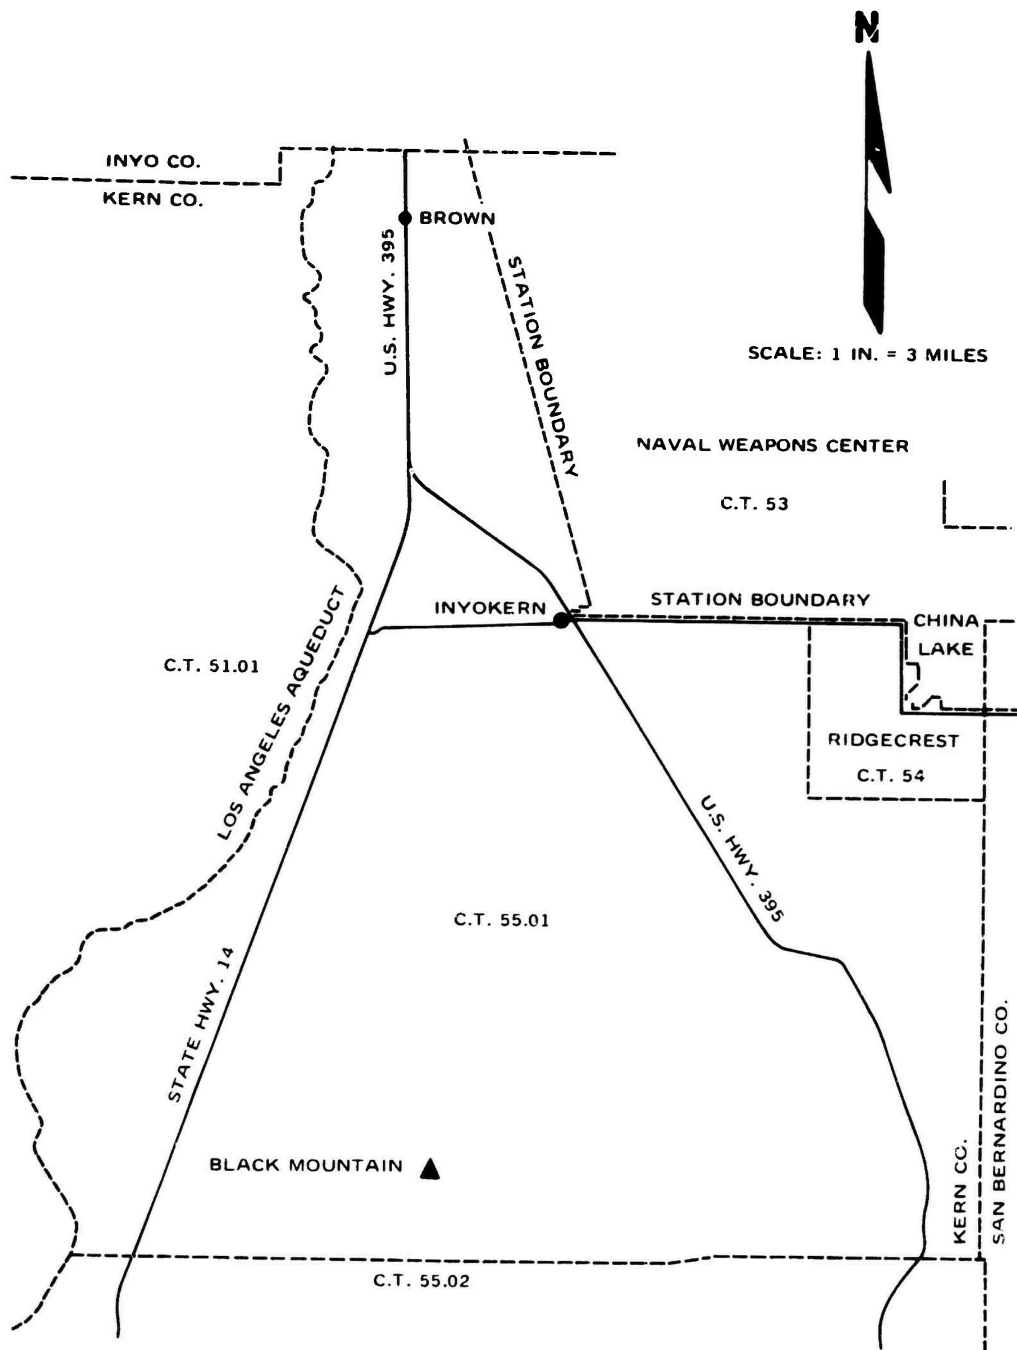 N
INYO CO.
KERN CO.
BROWN
U.S. HWY. 395
STATION BOUNDARY
SCALE: 1 IN. = 3 MILES
NAVAL WEAPONS CENTER
C.T. 53
INYOKERN
STATION BOUNDARY
CHINA
LAKE
C.T. 51.01
LOS ANGELES AQUEDUCT
RIDGECREST
C.T. 54
U.S. HWY. 395
C.T. 55.01
STATE HWY. 14
BLACK MOUNTAIN
KERN CO.
SAN BERNARDINO CO.
C.T. 55.02